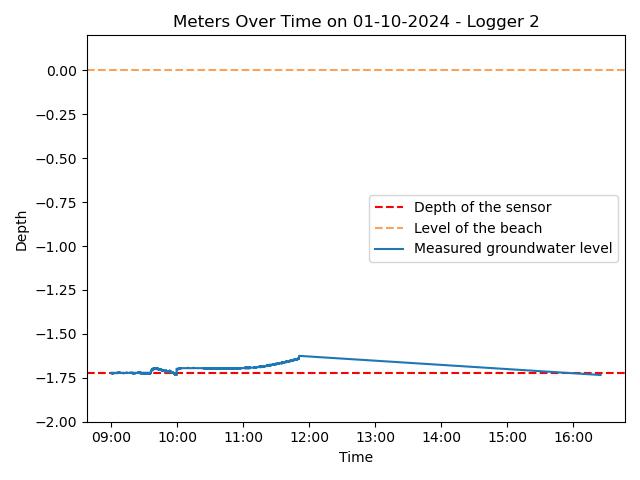 Meters Over Time on 01-10-2024 - Logger 2
Depth
0.00
−0.25
−0.50
−0.75
−1.00
−1.25
−1.50
−1.75
−2.00
Depth of the sensor
Level of the beach
Measured groundwater level
09:00 10:00 11:00 12:00 13:00 14:00 15:00 16:00
Time